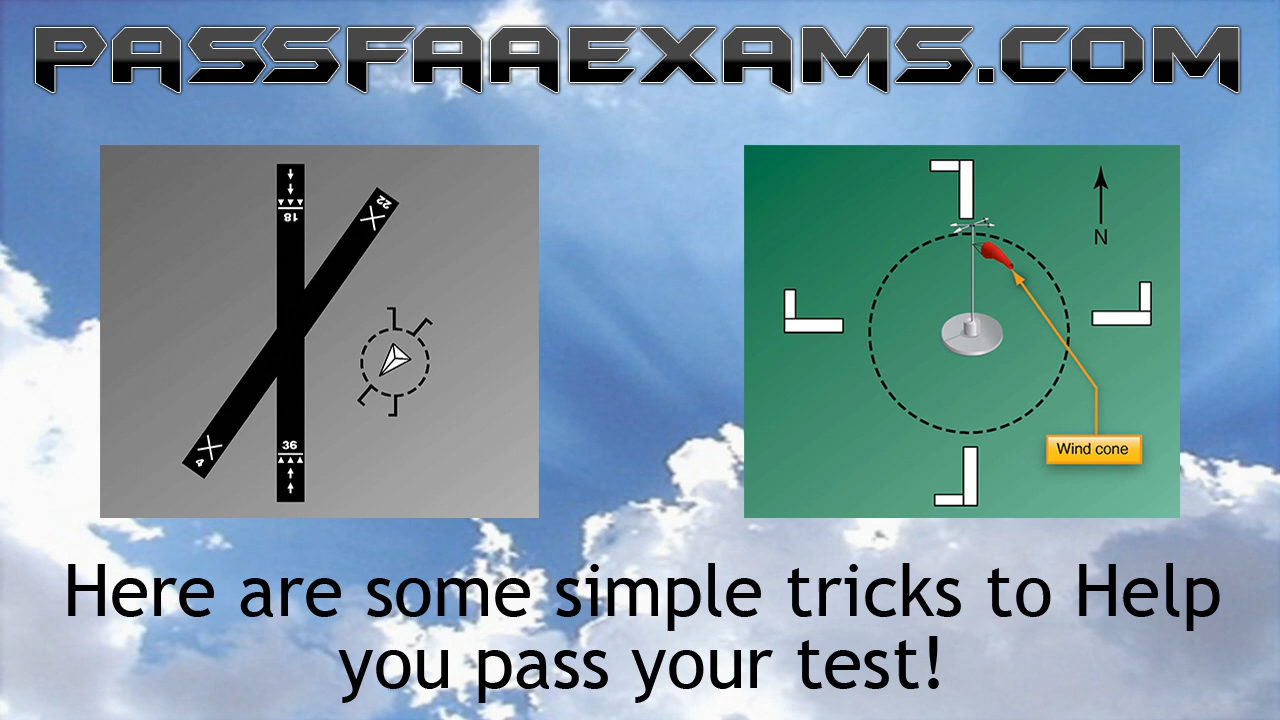 PASSFAAEXAMS.COM
18
22
36
4
N
Wind cone
Here are some simple tricks to Help
you pass your test!